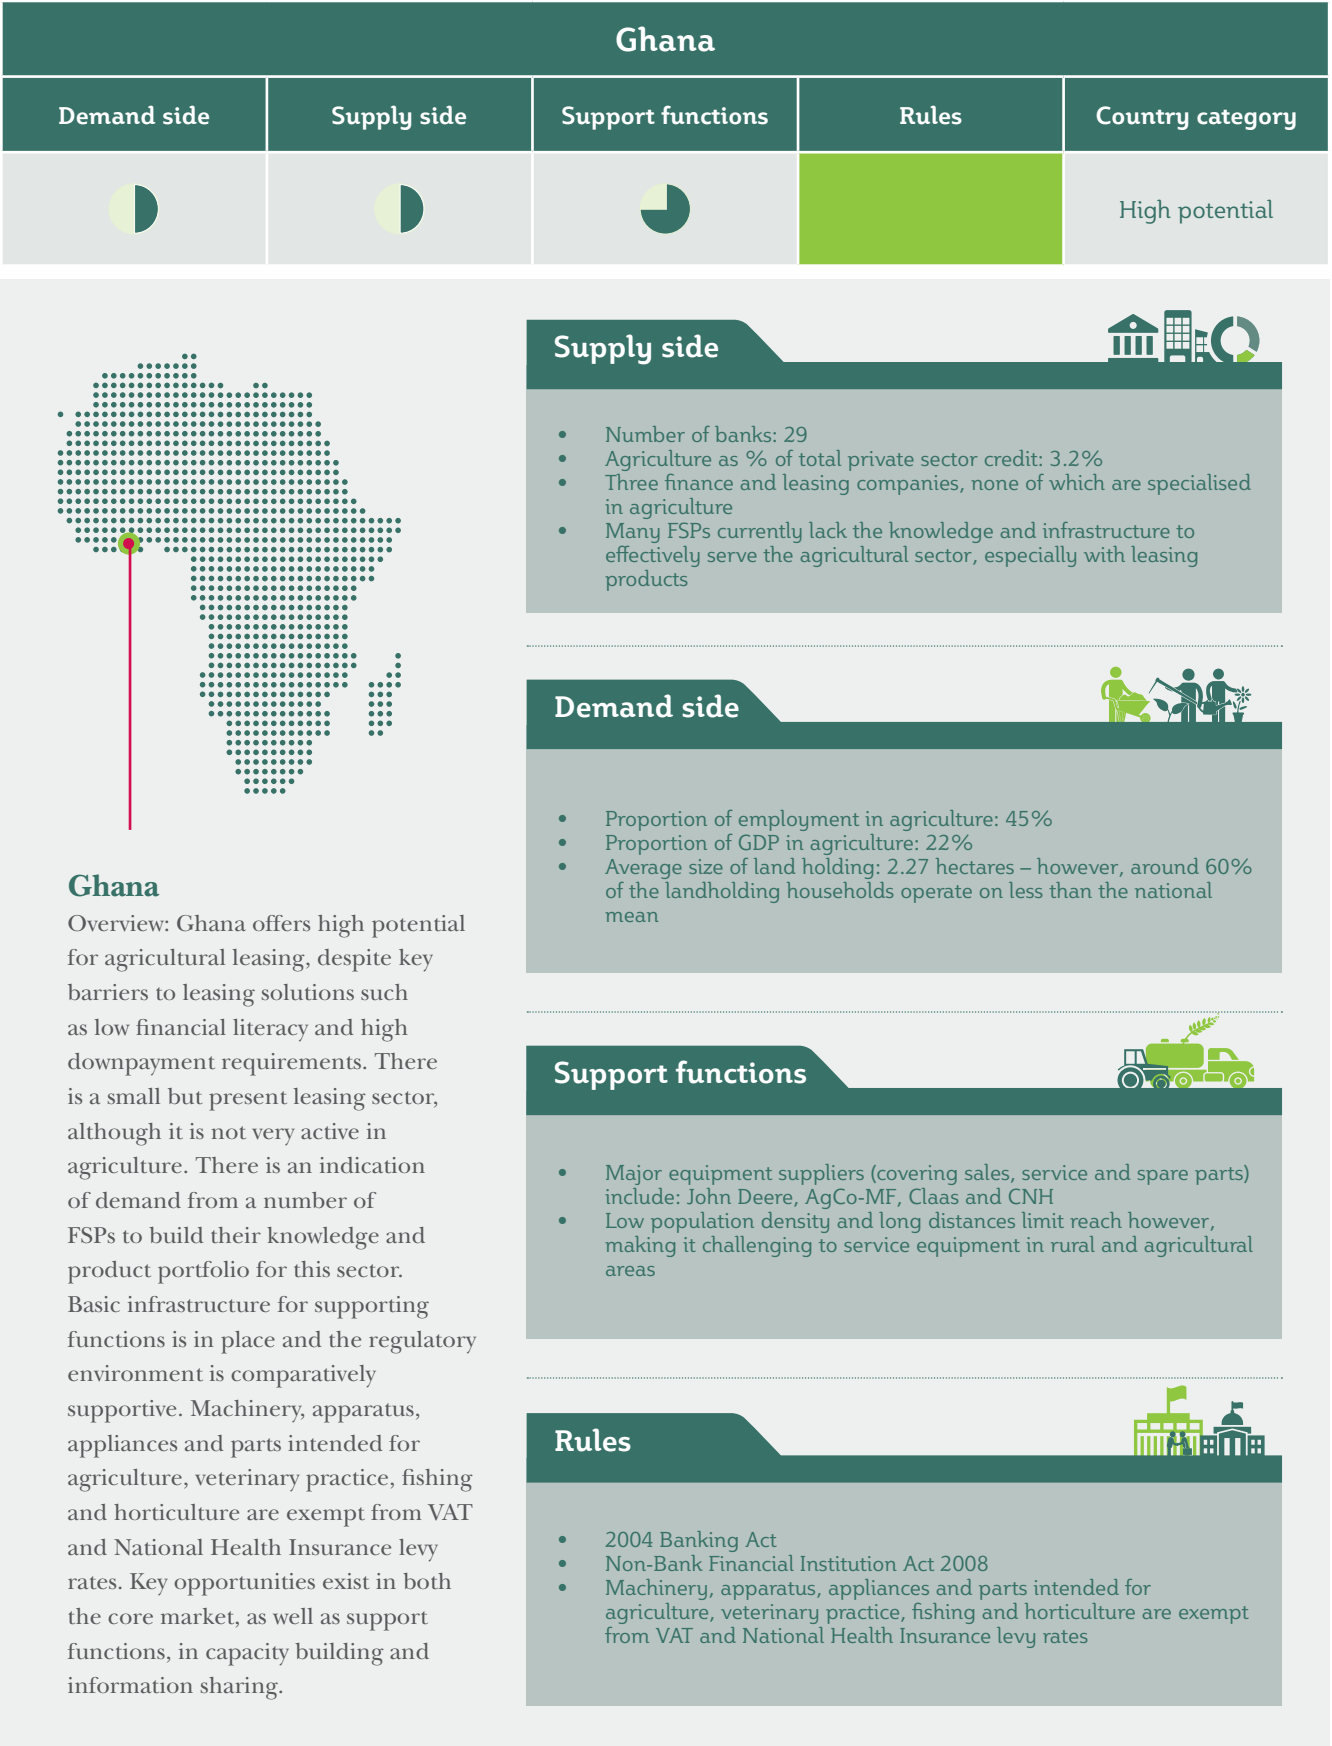 Ghana
Demand side
Supply side
Support functions
Rules
Country category
High potential
Ghana
Overview: Ghana offers high potential
for agricultural leasing, despite key
barriers to leasing solutions such
as low financial literacy and high
downpayment requirements. There
is a small but present leasing sector,
although it is not very active in
agriculture. There is an indication
of demand from a number of
FSPs to build their knowledge and
product portfolio for this sector.
Basic infrastructure for supporting
functions is in place and the regulatory
environment is comparatively
supportive. Machinery, apparatus,
appliances and parts intended for
agriculture, veterinary practice, fishing
and horticulture are exempt from VAT
and National Health Insurance levy
rates. Key opportunities exist in both
the core market, as well as support
functions, in capacity building and
information sharing.
Supply side
• Number of banks: 29
• Agriculture as % of total private sector credit: 3.2%
• Three finance and leasing companies, none of which are specialised
in agriculture
• Many FSPs currently lack the knowledge and infrastructure to
effectively serve the agricultural sector, especially with leasing
products
Demand side
• Proportion of employment in agriculture: 45%
• Proportion of GDP in agriculture: 22%
• Average size of land holding: 2.27 hectares – however, around 60%
of the landholding households operate on less than the national
mean
Support functions
• Major equipment suppliers (covering sales, service and spare parts)
include: John Deere, AgCo-MF, Claas and CNH
• Low population density and long distances limit reach however,
making it challenging to service equipment in rural and agricultural
areas
Rules
• 2004 Banking Act
• Non-Bank Financial Institution Act 2008
• Machinery, apparatus, appliances and parts intended for
agriculture, veterinary practice, fishing and horticulture are exempt
from VAT and National Health Insurance levy rates